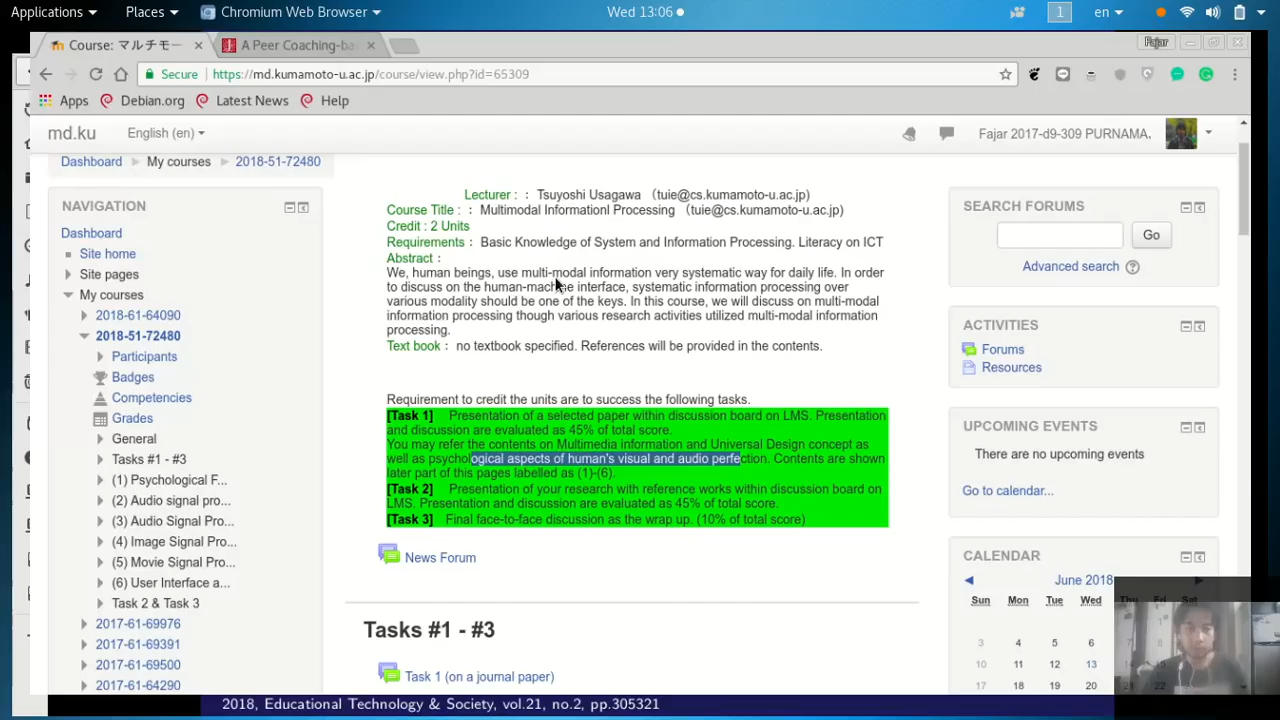 Applications Places Chromium Web Browser Wed 13:06 1 en
Course: マルチモー A Peer Coaching-ba Fajar
Secure https://md.kumamoto-u.ac.jp/course/view.php?id=65309
Apps Debian.org Latest News Help
md.ku English (en) Fajar 2017-d9-309 PURNAMA,
Dashboard My courses 2018-51-72480
NAVIGATION
Dashboard
Site home
Site pages
My courses
2018-61-64090
2018-51-72480
Participants
Badges
Competencies
Grades
General
Tasks #1 - #3
(1) Psychological F...
(2) Audio signal pro...
(3) Audio Signal Pro...
(4) Image Signal Pro...
(5) Movie Signal Pro...
(6) User Interface a...
Task 2 & Task 3
2017-61-69976
2017-61-69391
2017-61-69500
2017-61-64290
Lecturer : : Tsuyoshi Usagawa （tuie@cs.kumamoto-u.ac.jp)
Course Title : : Multimodal Informationl Processing （tuie@cs.kumamoto-u.ac.jp)
Credit : 2 Units
Requirements : Basic Knowledge of System and Information Processing. Literacy on ICT
Abstract :
We, human beings, use multi-modal information very systematic way for daily life. In order
to discuss on the human-machine interface, systematic information processing over
various modality should be one of the keys. In this course, we will discuss on multi-modal
information processing though various research activities utilized multi-modal information
processing.
Text book : no textbook specified. References will be provided in the contents.
Requirement to credit the units are to success the following tasks.
[Task 1] Presentation of a selected paper within discussion board on LMS. Presentation
and discussion are evaluated as 45% of total score.
You may refer the contents on Multimedia information and Universal Design concept as
well as psychological aspects of human's visual and audio perfection. Contents are shown
later part of this pages labelled as (1)-(6).
[Task 2] Presentation of your research with reference works within discussion board on
LMS. Presentation and discussion are evaluated as 45% of total score.
[Task 3] Final face-to-face discussion as the wrap up. (10% of total score)
News Forum
Tasks #1 - #3
Task 1 (on a journal paper)
SEARCH FORUMS
Go
Advanced search
ACTIVITIES
Forums
Resources
UPCOMING EVENTS
There are no upcoming events
Go to calendar...
CALENDAR
June 2018
Sun Mon Tue Wed Thu Fri Sat
3 4 5 6
10 11 12 13
17 18 19 20
2018, Educational Technology & Society, vol.21, no.2, pp.305321